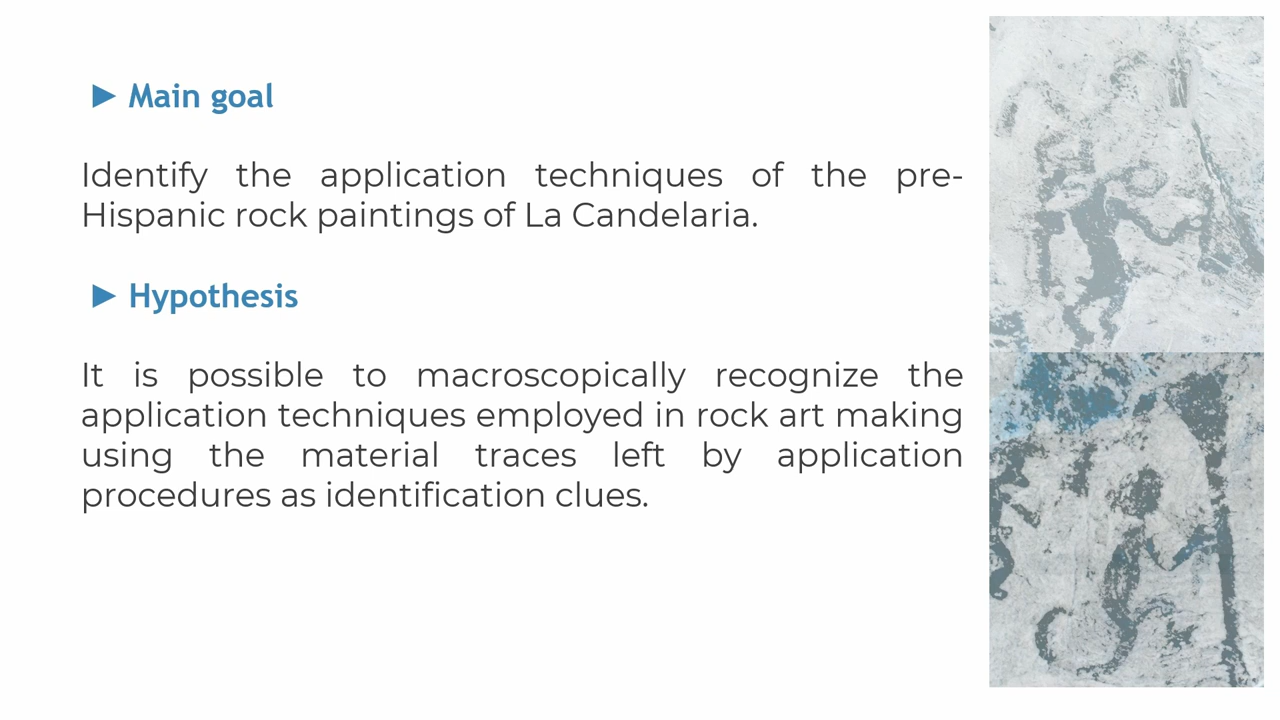 ► Main goal
Identify the application techniques of the pre-
Hispanic rock paintings of La Candelaria.
► Hypothesis
It is possible to macroscopically recognize the
application techniques employed in rock art making
using the material traces left by application
procedures as identification clues.